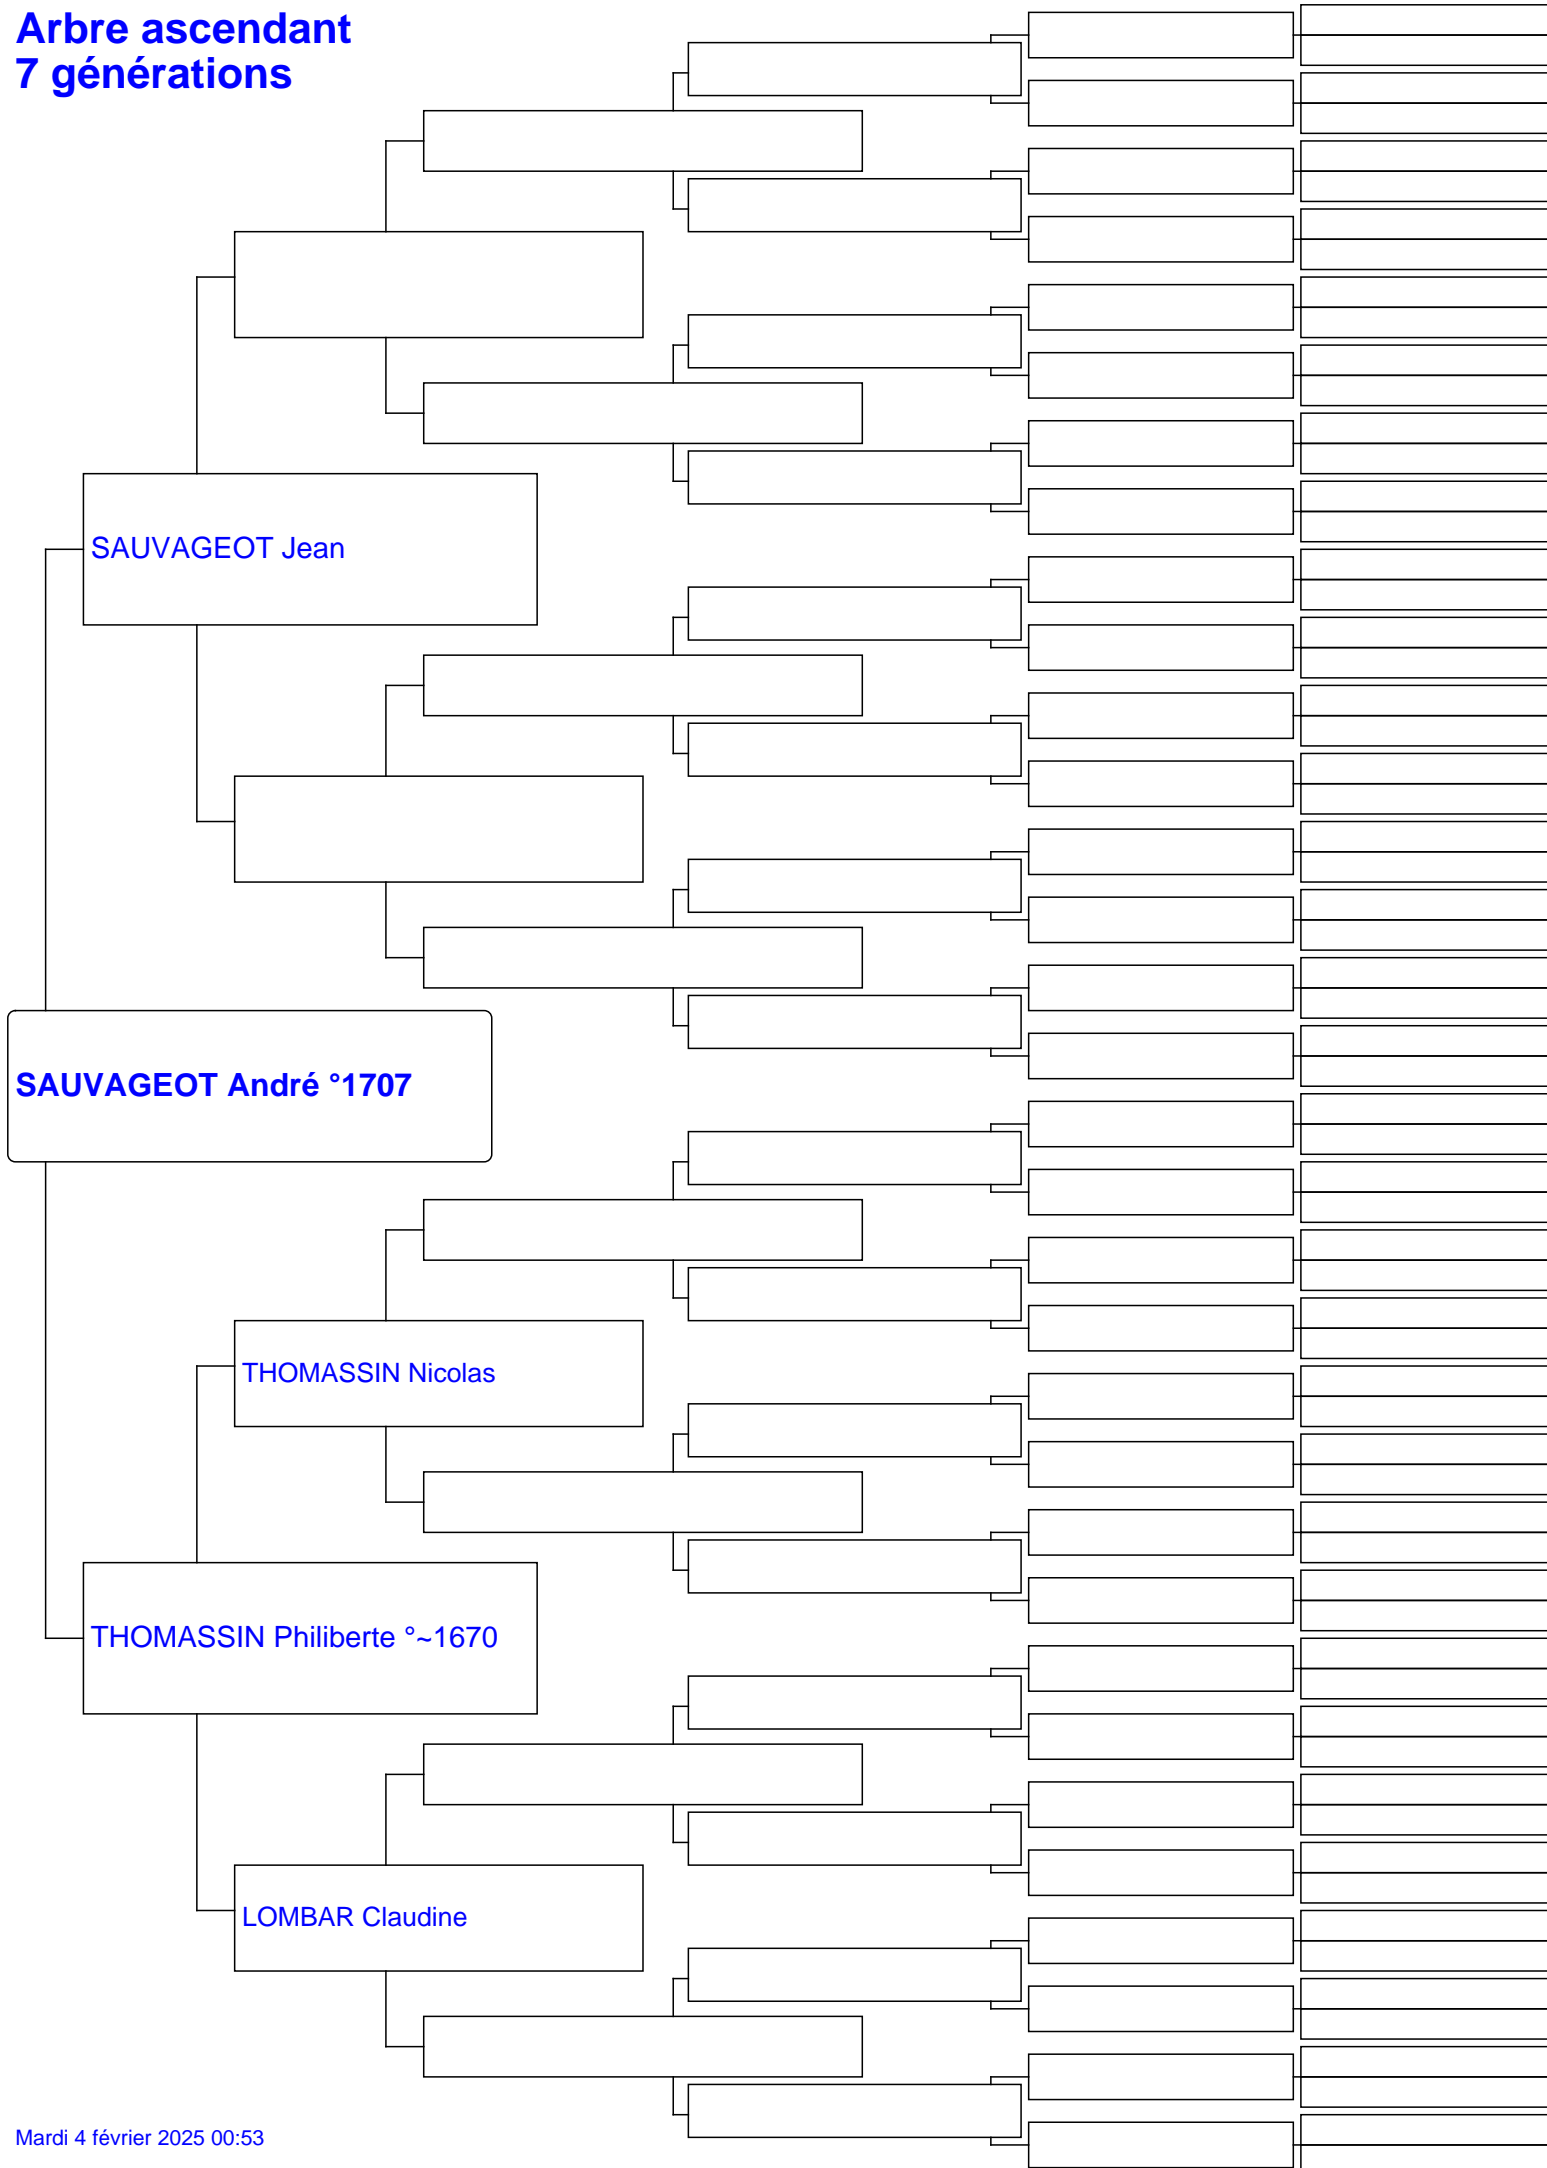 Arbre ascendant
7 générations
SAUVAGEOT Jean
SAUVAGEOT André °1707
THOMASSIN Nicolas
THOMASSIN Philiberte °~1670
LOMBAR Claudine
Mardi 4 février 2025 00:53